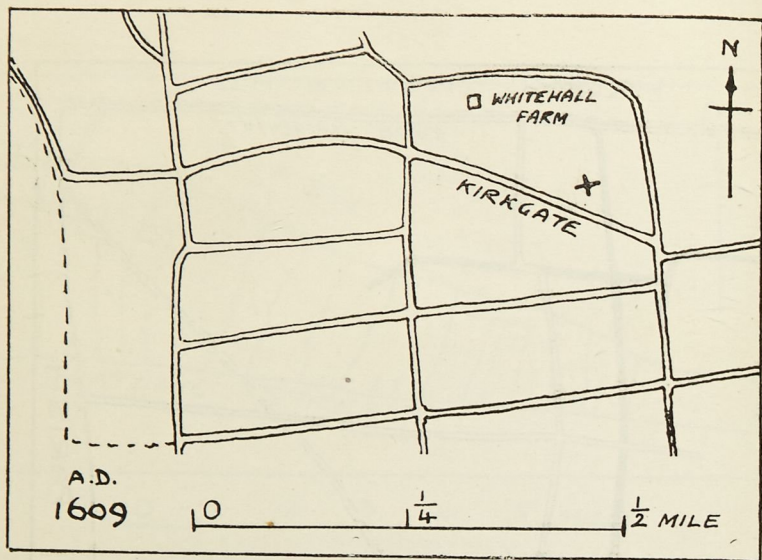 N
WHITEHALL
FARM
KIRKGATE
A.D.
1609
0 1/4 1/2 MILE